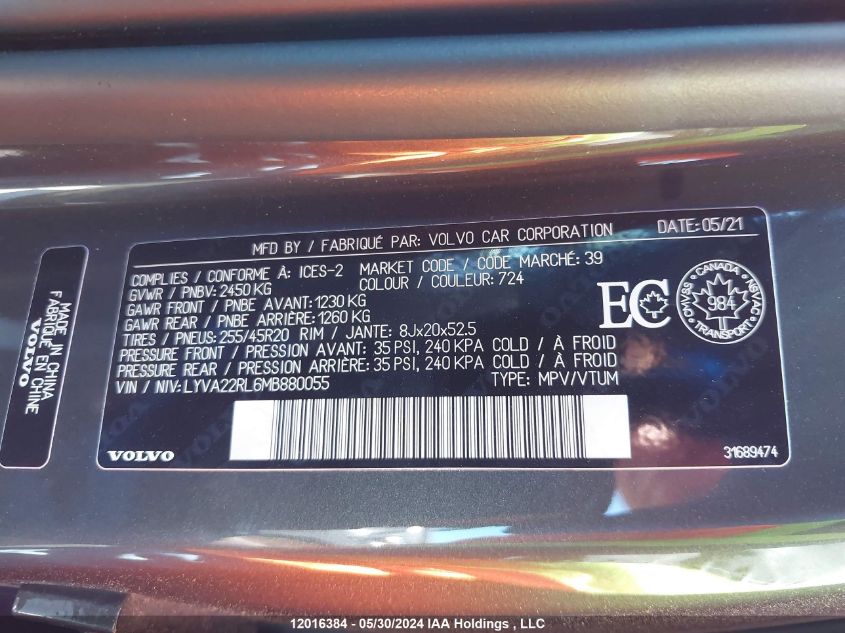 MADE IN CHINA
FABRIQUÉ EN CHINE
VOLVO
MFD BY / FABRIQUÉ PAR: VOLVO CAR CORPORATION DATE: 05/21
COMPLIES / CONFORME A: ICES-2 MARKET CODE / CODE MARCHÉ: 39
GVWR / PNBV: 2450 KG COLOUR / COULEUR: 724
GAWR FRONT / PNBE AVANT: 1230 KG
GAWR REAR / PNBE ARRIÈRE: 1260 KG
TIRES / PNEUS: 255/45R20 RIM / JANTE: 8Jx20x52.5
PRESSURE FRONT / PRESSION AVANT: 35 PSI, 240 KPA COLD / À FROID
PRESSURE REAR / PRESSION ARRIÈRE: 35 PSI, 240 KPA COLD / À FROID
VIN / NIV: LYVA22RL6MB880055 TYPE: MPV/VTUM
EC
CANADA
CMVSS NSVAC
984
TRANSPORT
VOLVO
31689474
12016384 - 05/30/2024 IAA Holdings , LLC